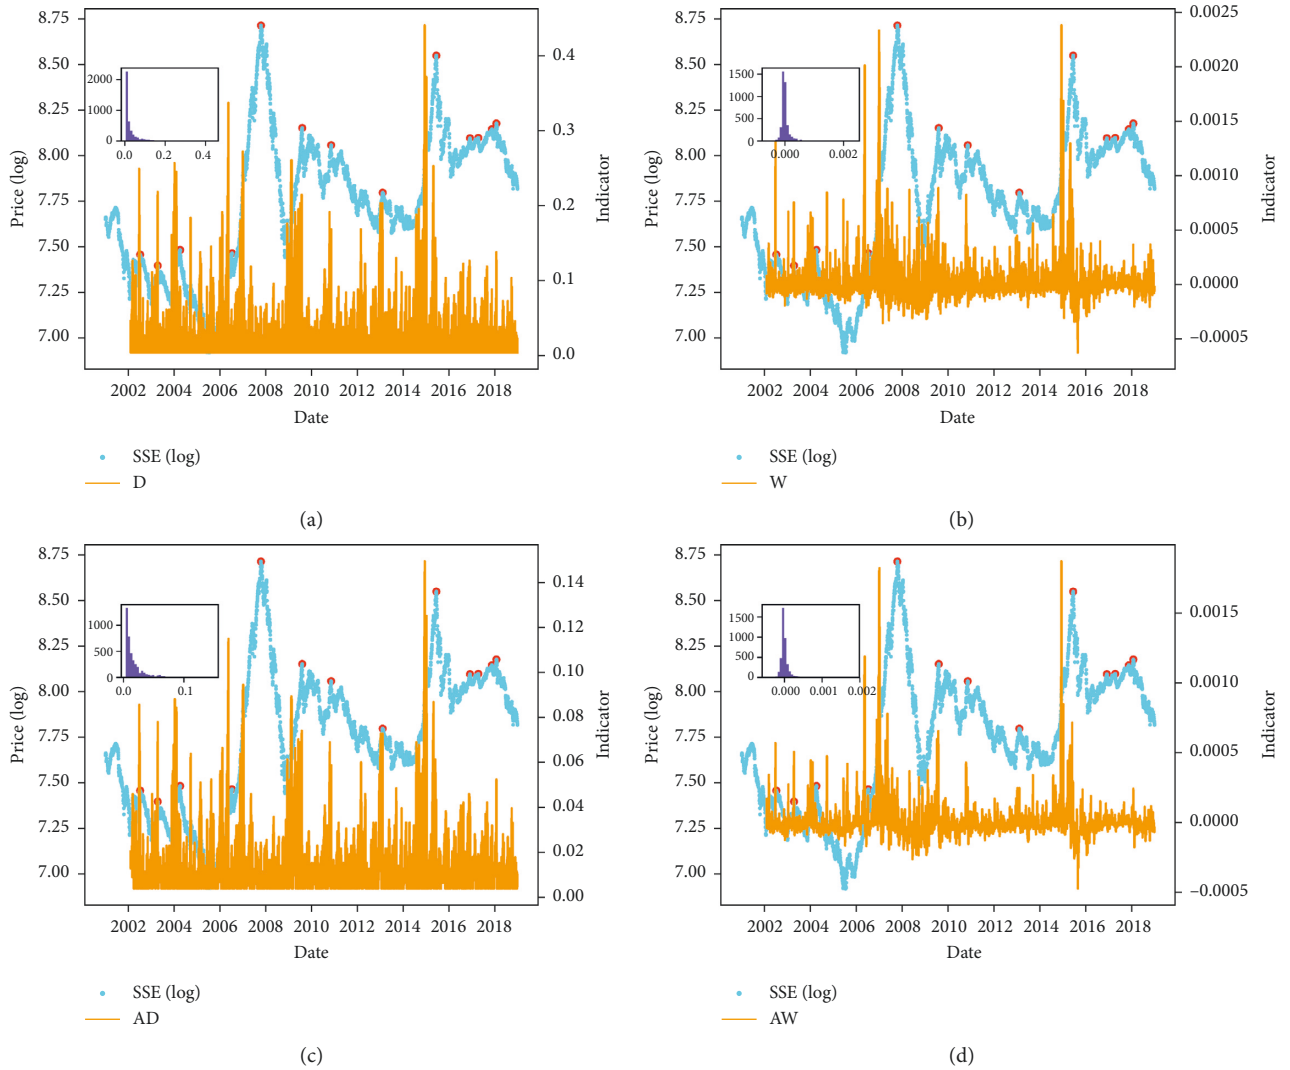 8.75
8.50
8.25
8.00
7.75
7.50
7.25
7.00
Price (log)
2000
1000
0
0.0 0.2 0.4
0.4
0.3
0.2
0.1
0.0
Indicator
2002 2004 2006 2008 2010 2012 2014 2016 2018
Date
SSE (log)
D
(a)
8.75
8.50
8.25
8.00
7.75
7.50
7.25
7.00
Price (log)
1500
1000
500
0
0.000 0.002
0.0025
0.0020
0.0015
0.0010
0.0005
0.0000
–0.0005
Indicator
2002 2004 2006 2008 2010 2012 2014 2016 2018
Date
SSE (log)
W
(b)
8.75
8.50
8.25
8.00
7.75
7.50
7.25
7.00
Price (log)
1000
500
0
0.0 0.1
0.14
0.12
0.10
0.08
0.06
0.04
0.02
0.00
Indicator
2002 2004 2006 2008 2010 2012 2014 2016 2018
Date
SSE (log)
AD
(c)
8.75
8.50
8.25
8.00
7.75
7.50
7.25
7.00
Price (log)
1500
1000
500
0
0.000 0.001 0.002
0.0015
0.0010
0.0005
0.0000
–0.0005
Indicator
2002 2004 2006 2008 2010 2012 2014 2016 2018
Date
SSE (log)
AW
(d)